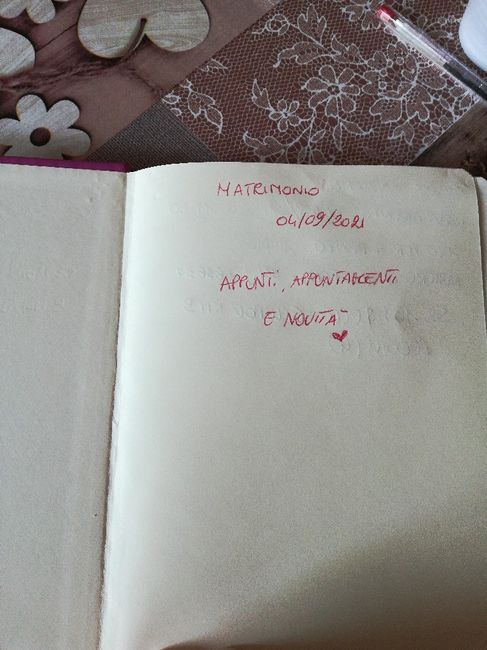 MATRIMONIO
04/09/2021
APPUNTI, APPUNTAMENTI
E NOVITÀ